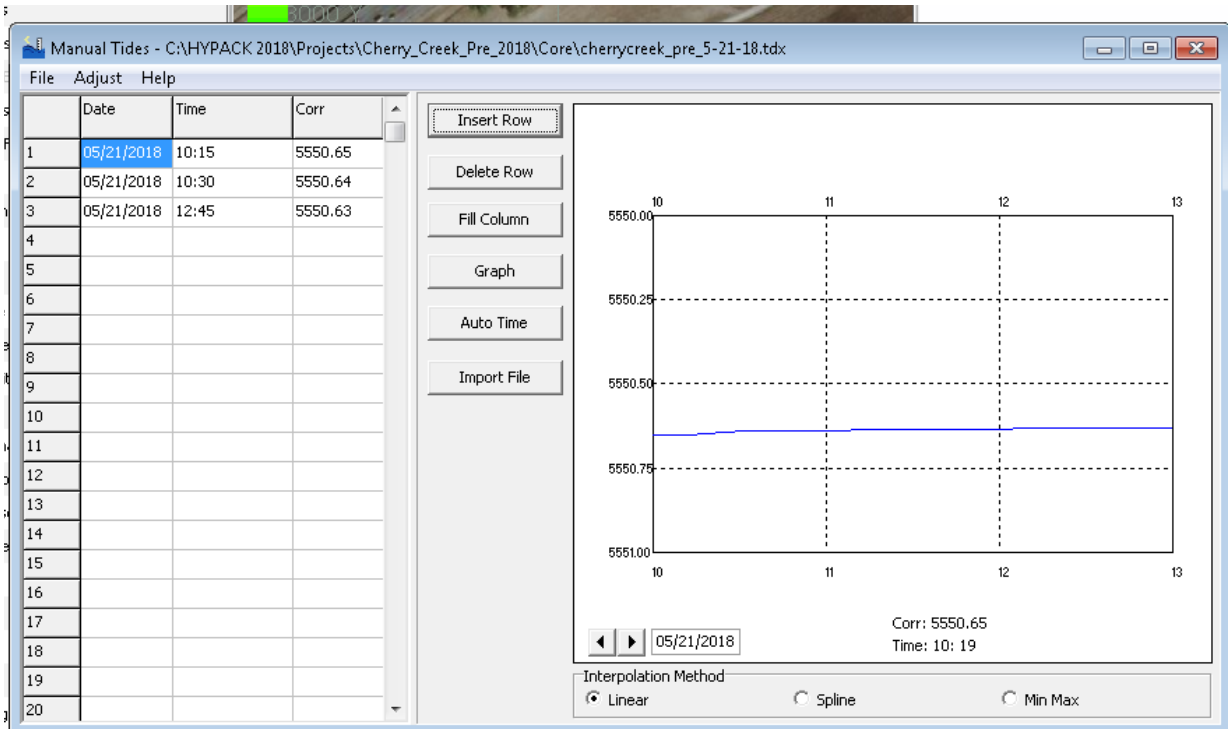 3000 Y
Manual Tides - C:\HYPACK 2018\Projects\Cherry_Creek_Pre_2018\Core\cherrycreek_pre_5-21-18.tdx
File Adjust Help
Date Time Corr
1 05/21/2018 10:15 5550.65
2 05/21/2018 10:30 5550.64
3 05/21/2018 12:45 5550.63
4
5
6
7
8
9
10
11
12
13
14
15
16
17
18
19
20
Insert Row
Delete Row
Fill Column
Graph
Auto Time
Import File
10 11 12 13
5550.00
5550.25
5550.50
5550.75
5551.00
10 11 12 13
05/21/2018
Corr: 5550.65
Time: 10: 19
Interpolation Method
Linear Spline Min Max